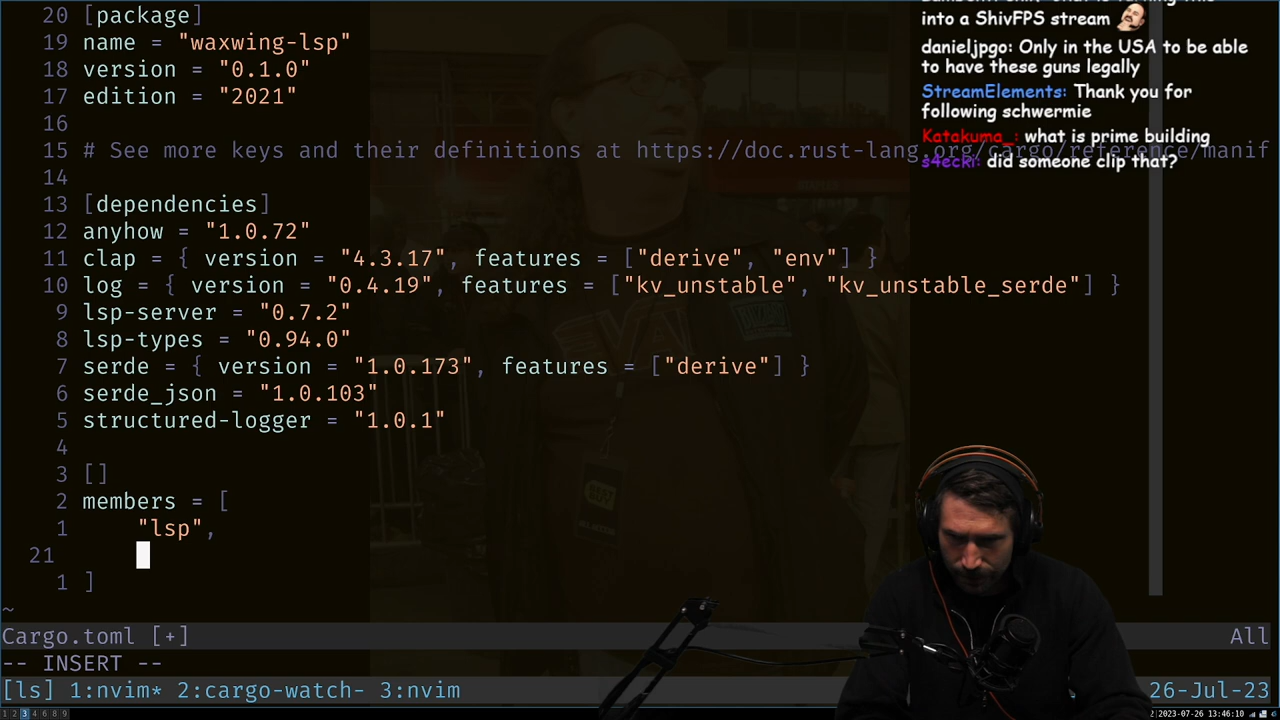 20 [package]
19 name = "waxwing-lsp"
18 version = "0.1.0"
17 edition = "2021"
16
15 # See more keys and their definitions at https://doc.rust-lang.org/cargo/reference/manif
14
13 [dependencies]
12 anyhow = "1.0.72"
11 clap = { version = "4.3.17", features = ["derive", "env"] }
10 log = { version = "0.4.19", features = ["kv_unstable", "kv_unstable_serde"] }
9 lsp-server = "0.7.2"
8 lsp-types = "0.94.0"
7 serde = { version = "1.0.173", features = ["derive"] }
6 serde_json = "1.0.103"
5 structured-logger = "1.0.1"
4
3 []
2 members = [
1 "lsp",
21
1 ]
~
Cargo.toml [+] All
-- INSERT --
[ls] 1:nvim* 2:cargo-watch- 3:nvim 26-Jul-23
2023-07-26 13:46:10
into a ShivFPS stream
danieljpgo: Only in the USA to be able
to have these guns legally
StreamElements: Thank you for
following schwermie
Katakuma_: what is prime building
s4ecki: did someone clip that?